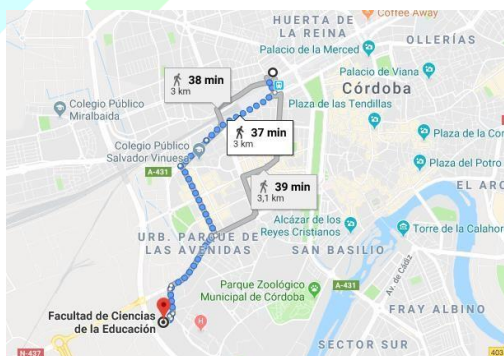 Coffee Away
HUERTA DE
LA REINA
OLLERÍAS
Palacio de la Merced
38 min
3 km
Palacio de Viana
Córdoba
Colegio Público
Miralbaida
Plaza de las Tendillas
37 min
3 km
Plaza de la Cor
Colegio Público
Salvador Vinuesa
Plaza del Potro
A-431
39 min
3,1 km
EL ARC
Alcázar de los
Reyes Cristianos
Torre de la Calahor
URB. PARQUE DE
LAS AVENIDAS
SAN BASILIO
Av. de Cádiz
Parque Zoológico
Municipal de Córdoba
A-431
Facultad de Ciencias
de la Educación
FRAY ALBINO
H
SECTOR SUR
N-437
403